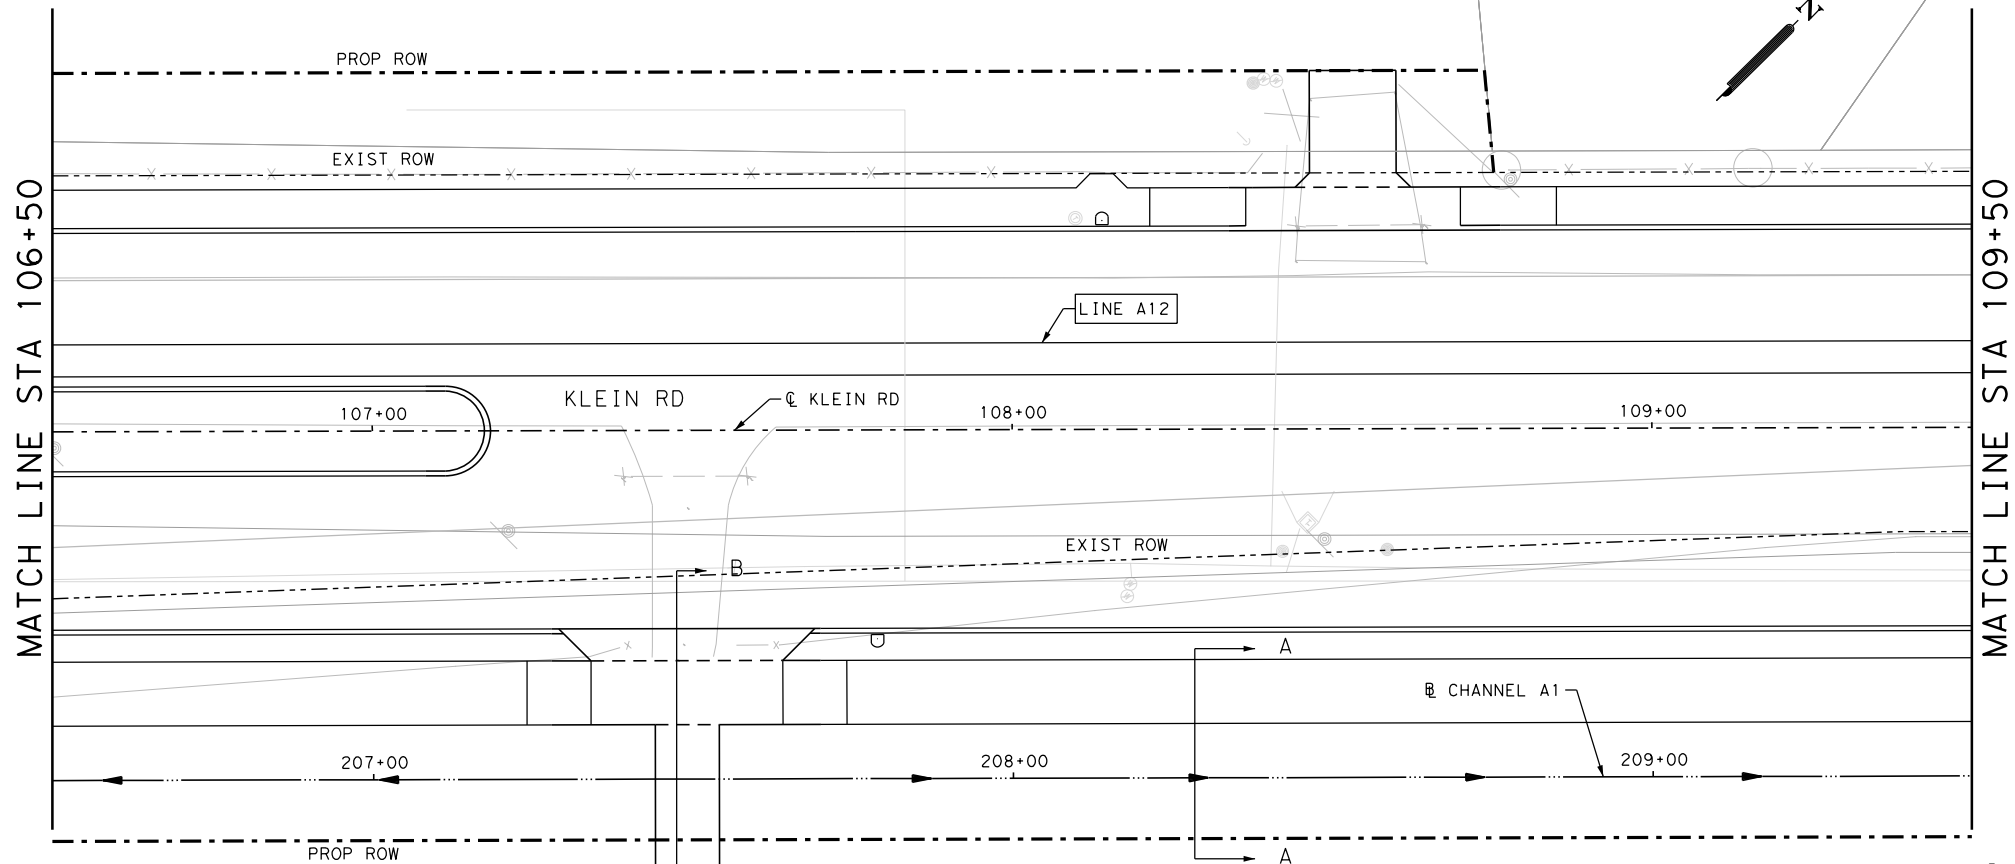 N
PROP ROW
EXIST ROW
MATCH LINE STA 106+50
MATCH LINE STA 109+50
LINE A12
KLEIN RD
℄ KLEIN RD
107+00
108+00
109+00
EXIST ROW
B
A
BL CHANNEL A1
207+00
208+00
209+00
PROP ROW
A